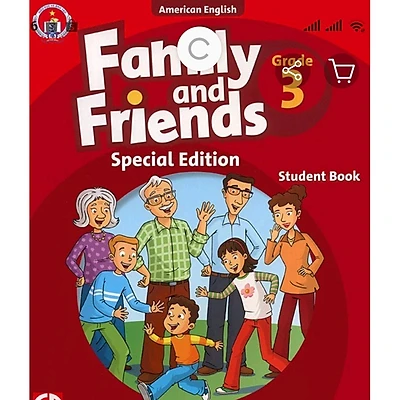 American English
Family
and
Friends
Grade
3
Special Edition
Student Book